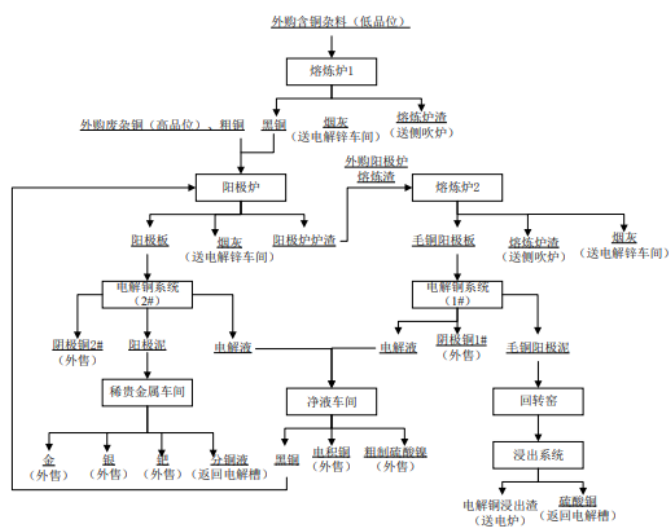 外购含铜杂料（低品位）
熔炼炉1
外购废杂铜（高品位）、粗铜
黑铜
烟灰
（送电解锌车间）
熔炼炉渣
（送侧吹炉）
外购阳极炉
熔炼渣
阳极炉
熔炼炉2
阳极板
烟灰
（送电解锌车间）
阳极炉炉渣
毛铜阳极板
熔炼炉渣
（送侧吹炉）
烟灰
（送电解锌车间）
电解铜系统
（2#）
电解铜系统
（1#）
阴极铜2#
（外售）
阳极泥
电解液
电解液
阴极铜1#
（外售）
毛铜阳极泥
稀贵金属车间
净液车间
回转窑
金
（外售）
银
（外售）
钯
（外售）
分铜液
（返回电解槽）
黑铜
电积铜
（外售）
粗制硫酸镍
（外售）
浸出系统
电解铜浸出渣
（送电炉）
硫酸铜
（返回电解槽）